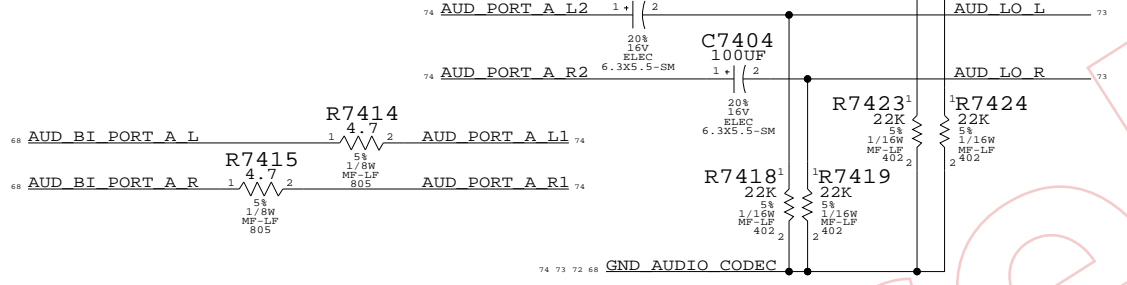 74 AUD_PORT_A_L2 1 + 2 AUD_LO_L 73
20%
16V
ELEC
6.3X5.5-SM
C7404
100UF
74 AUD_PORT_A_R2 1 + 2 AUD_LO_R 73
20%
16V
ELEC
6.3X5.5-SM
R7423 1
22K
5%
1/16W
MF-LF
402 2
1 R7424
22K
5%
1/16W
MF-LF
2 402
R7414
4.7
68 AUD_BI_PORT_A_L 1 2 AUD_PORT_A_L1 74
5%
1/8W
MF-LF
805
R7415
4.7
68 AUD_BI_PORT_A_R 1 2 AUD_PORT_A_R1 74
5%
1/8W
MF-LF
805
R7418 1
22K
5%
1/16W
MF-LF
402
2
1 R7419
22K
5%
1/16W
MF-LF
402
2
74 73 72 68 GND_AUDIO_CODEC